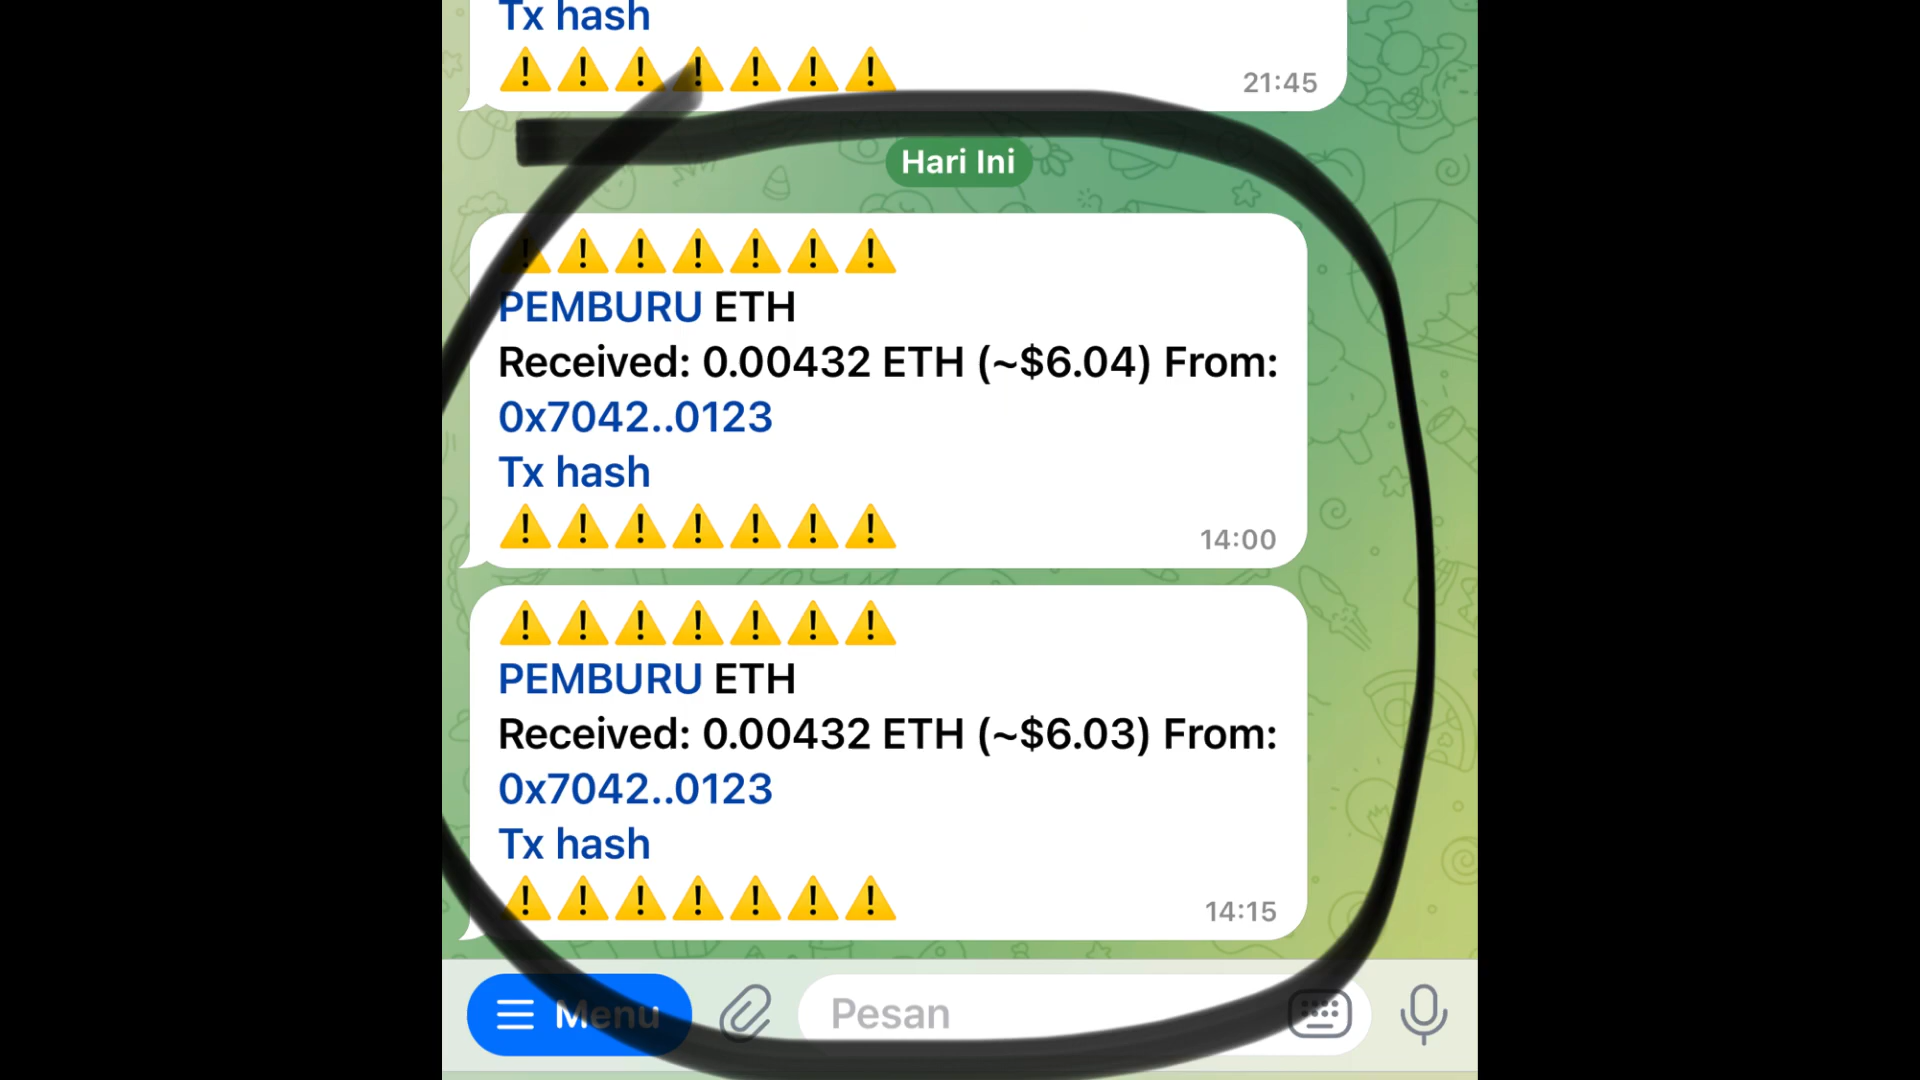 Tx hash
⚠️⚠️⚠️⚠️⚠️⚠️⚠️
21:45
Hari Ini
⚠️⚠️⚠️⚠️⚠️⚠️⚠️
PEMBURU ETH
Received: 0.00432 ETH (~$6.04) From:
0x7042..0123
Tx hash
⚠️⚠️⚠️⚠️⚠️⚠️⚠️
14:00
⚠️⚠️⚠️⚠️⚠️⚠️⚠️
PEMBURU ETH
Received: 0.00432 ETH (~$6.03) From:
0x7042..0123
Tx hash
⚠️⚠️⚠️⚠️⚠️⚠️⚠️
14:15
Menu
Pesan